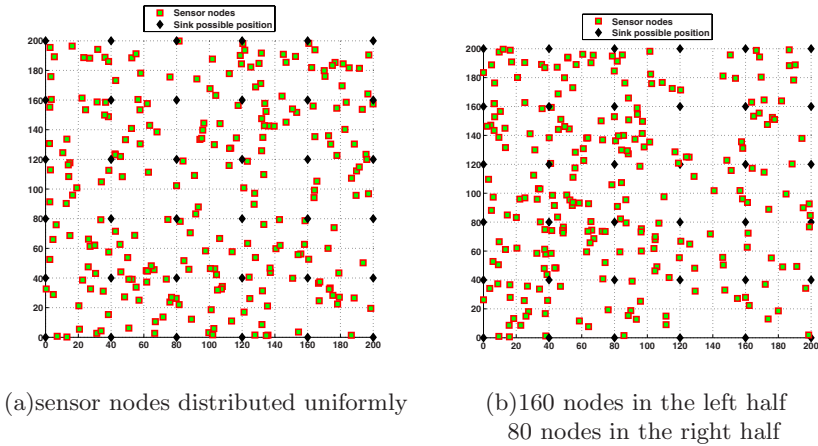 Sensor nodes
Sink possible position
200
180
160
140
120
100
80
60
40
20
0
0 20 40 60 80 100 120 140 160 180 200
(a)sensor nodes distributed uniformly
Sensor nodes
Sink possible position
200
180
160
140
120
100
80
60
40
20
0
0 20 40 60 80 100 120 140 160 180 200
(b)160 nodes in the left half
80 nodes in the right half